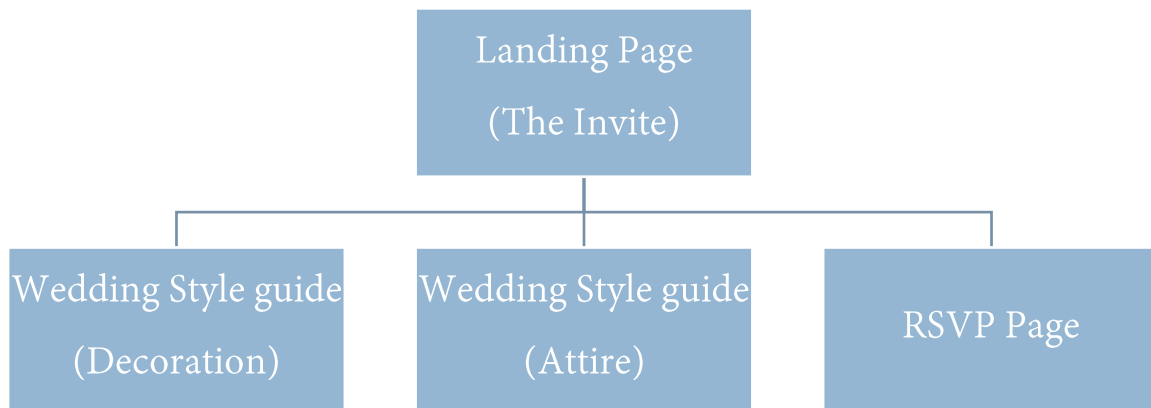 Landing Page
(The Invite)
Wedding Style guide
(Decoration)
Wedding Style guide
(Attire)
RSVP Page